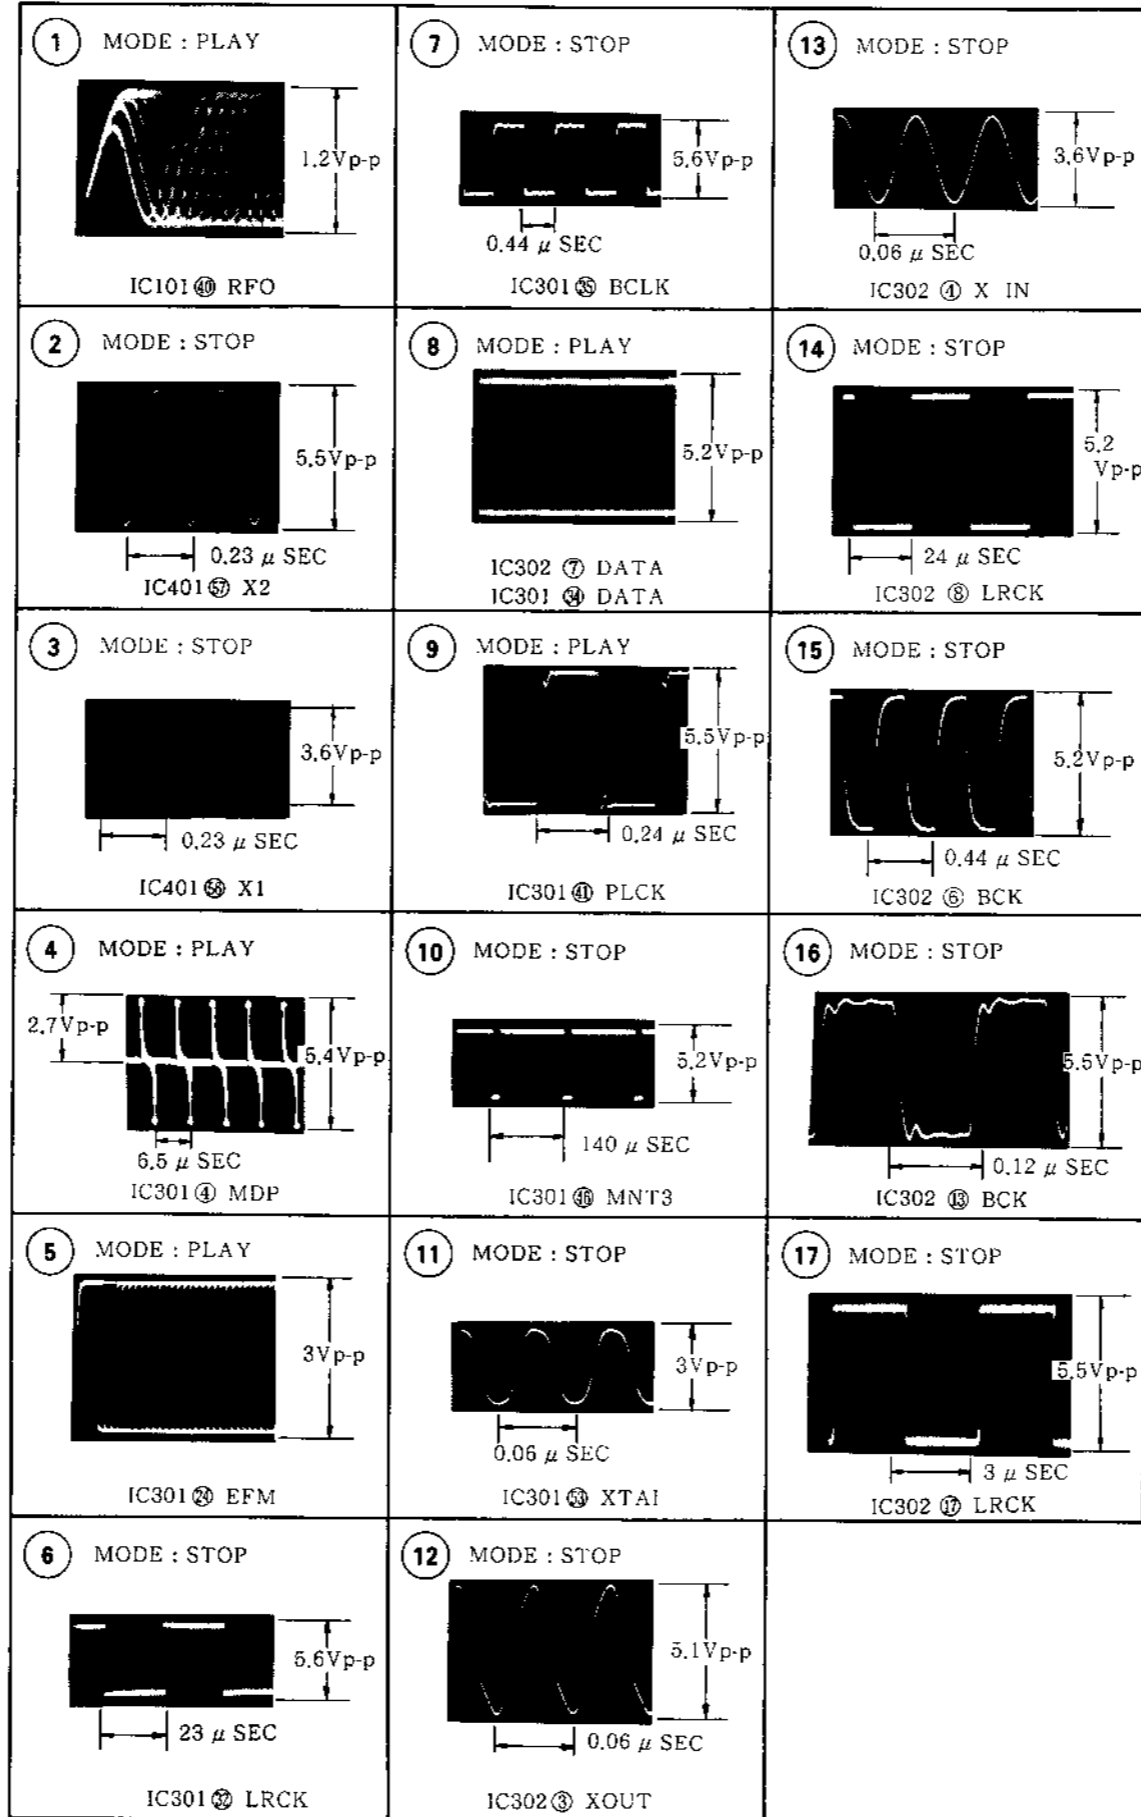 1 MODE : PLAY
1.2Vp-p
IC101 40 RFO
2 MODE : STOP
5.5Vp-p
0.23 μ SEC
IC401 57 X2
3 MODE : STOP
3.6Vp-p
0.23 μ SEC
IC401 56 X1
4 MODE : PLAY
2.7Vp-p
5.4Vp-p
6.5 μ SEC
IC301 4 MDP
5 MODE : PLAY
3Vp-p
IC301 24 EFM
6 MODE : STOP
5.6Vp-p
23 μ SEC
IC301 32 LRCK
7 MODE : STOP
5.6Vp-p
0.44 μ SEC
IC301 35 BCLK
8 MODE : PLAY
5.2Vp-p
IC302 7 DATA
IC301 34 DATA
9 MODE : PLAY
5.5Vp-p
0.24 μ SEC
IC301 41 PLCK
10 MODE : STOP
5.2Vp-p
140 μ SEC
IC301 46 MNT3
11 MODE : STOP
3Vp-p
0.06 μ SEC
IC301 53 XTAI
12 MODE : STOP
5.1Vp-p
0.06 μ SEC
IC302 3 XOUT
13 MODE : STOP
3.6Vp-p
0.06 μ SEC
IC302 4 X IN
14 MODE : STOP
5.2
Vp-p
24 μ SEC
IC302 8 LRCK
15 MODE : STOP
5.2Vp-p
0.44 μ SEC
IC302 6 BCK
16 MODE : STOP
5.5Vp-p
0.12 μ SEC
IC302 13 BCK
17 MODE : STOP
5.5Vp-p
3 μ SEC
IC302 17 LRCK